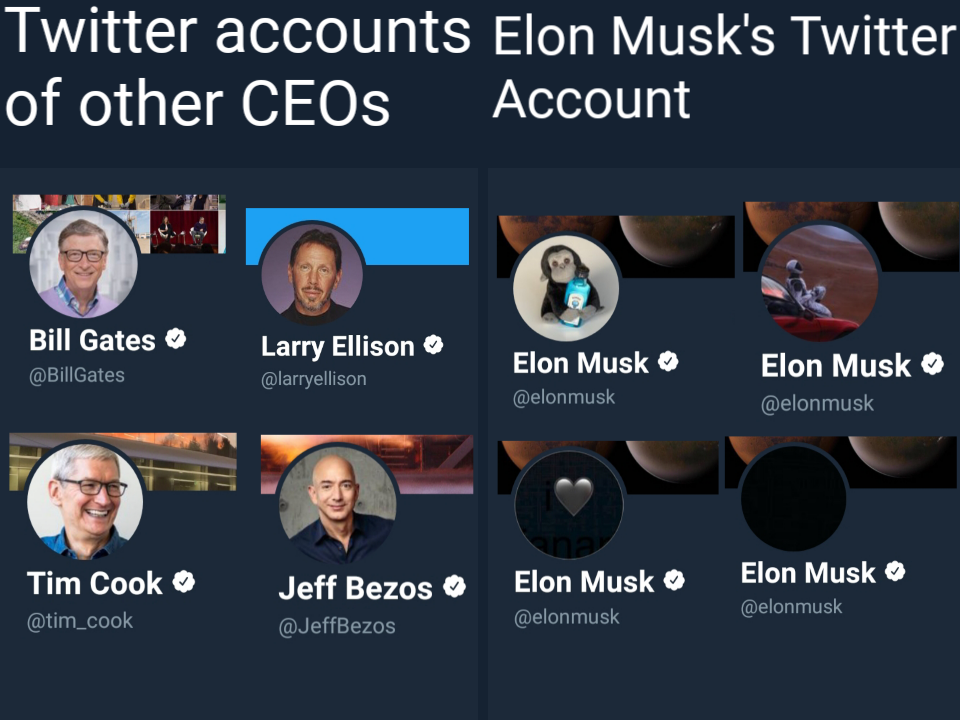 Twitter accounts
of other CEOs
Elon Musk's Twitter
Account
Bill Gates
@BillGates
Larry Ellison
@larryellison
Tim Cook
@tim_cook
Jeff Bezos
@JeffBezos
Elon Musk
@elonmusk
Elon Musk
@elonmusk
Elon Musk
@elonmusk
Elon Musk
@elonmusk